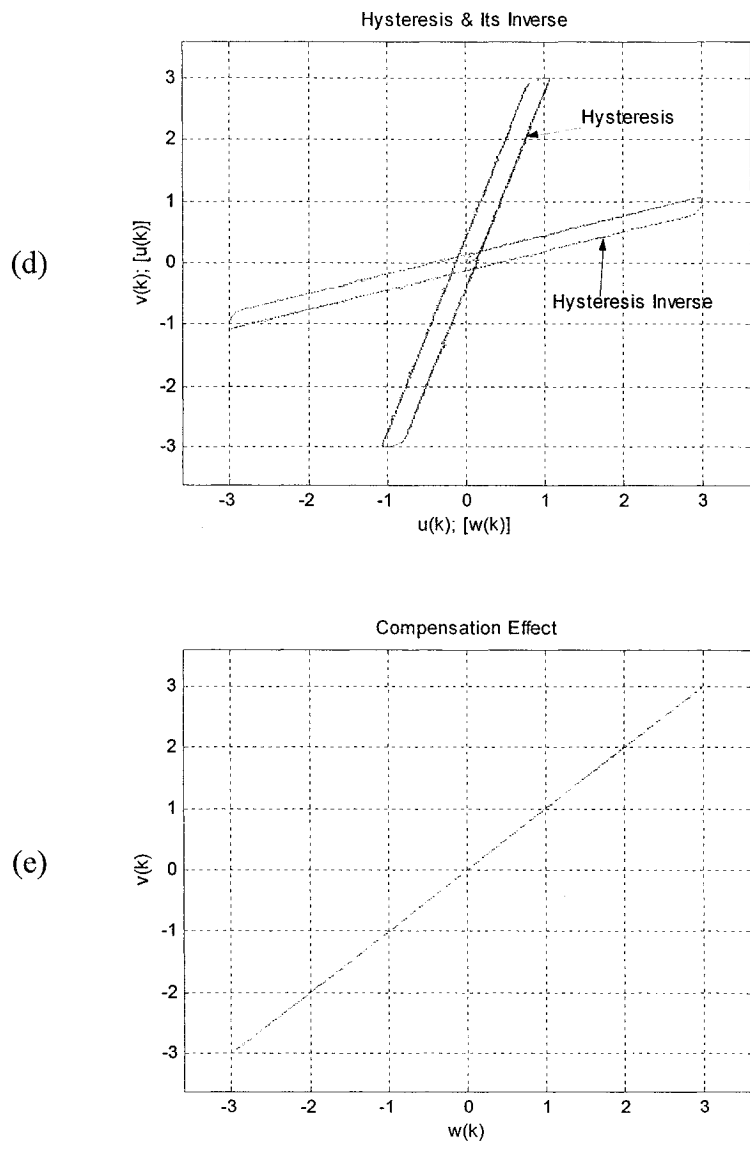 Hysteresis & Its Inverse
3
2
1
0
-1
-2
-3
v(k); [u(k)]
(d)
Hysteresis
Hysteresis Inverse
-3 -2 -1 0 1 2 3
u(k); [w(k)]
Compensation Effect
3
2
1
0
-1
-2
-3
v(k)
(e)
-3 -2 -1 0 1 2 3
w(k)